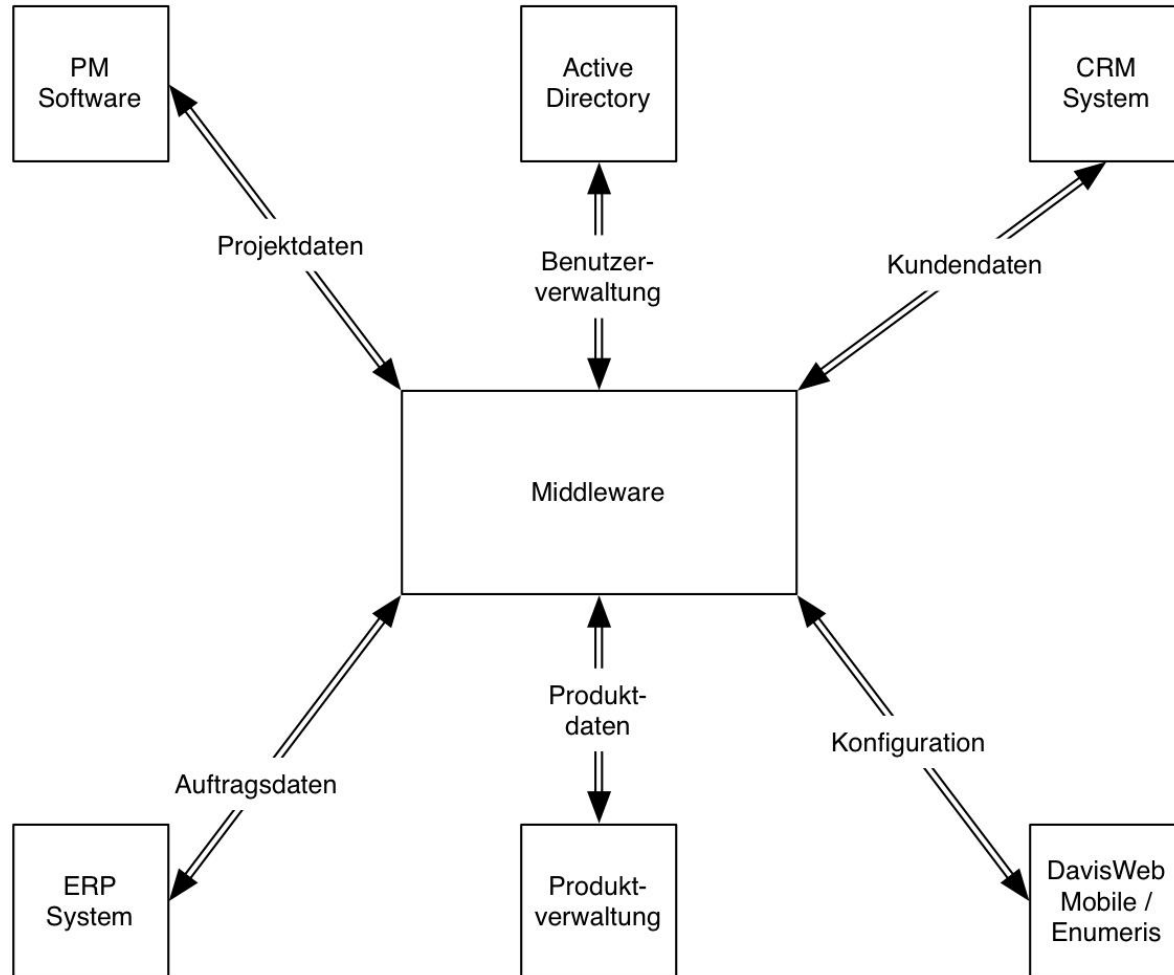 PM
Software
Active
Directory
CRM
System
Projektdaten
Benutzer-
verwaltung
Kundendaten
Middleware
Produkt-
daten
Konfiguration
Auftragsdaten
ERP
System
Produkt-
verwaltung
DavisWeb
Mobile /
Enumeris